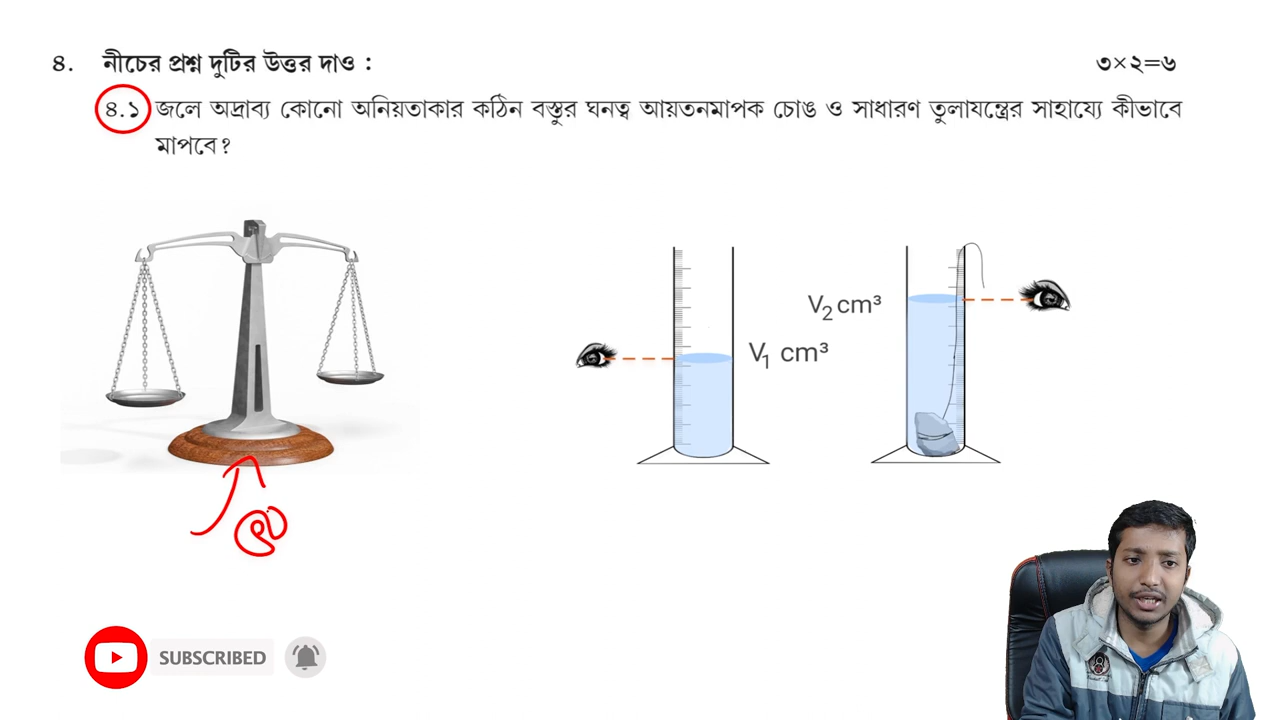 ৪. নীচের প্রশ্ন দুটির উত্তর দাও : ৩×২=৬
৪.১ জলে অদ্রাব্য কোনো অনিয়তাকার কঠিন বস্তুর ঘনত্ব আয়তনমাপক চোঙ ও সাধারণ তুলাযন্ত্রের সাহায্যে কীভাবে
মাপবে?
V₂ cm³
V₁ cm³
SUBSCRIBED